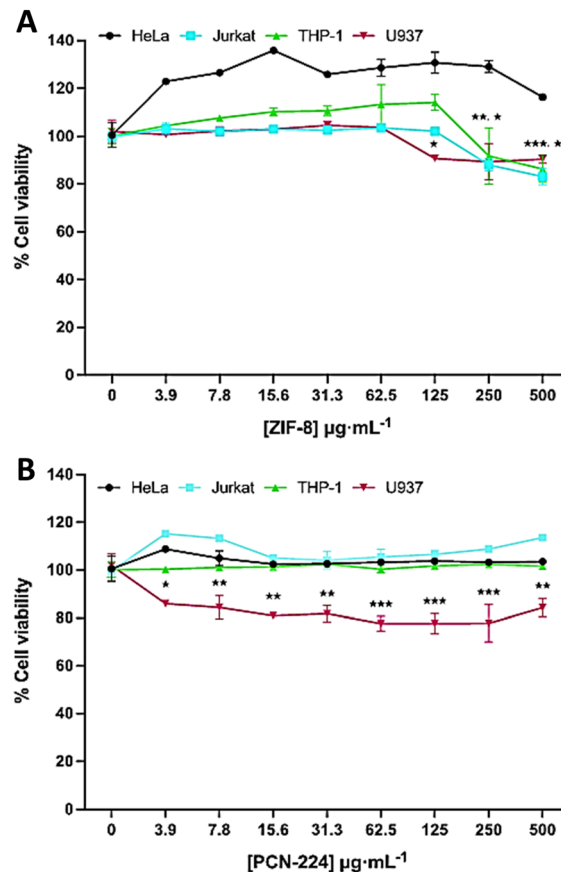 A
HeLa Jurkat THP-1 U937
140
120
100
80
60
40
20
0
% Cell viability
**. *
*
***. *
0 3.9 7.8 15.6 31.3 62.5 125 250 500
[ZIF-8] µg·mL⁻¹
B
HeLa Jurkat THP-1 U937
140
120
100
80
60
40
20
0
% Cell viability
* ** ** ** *** *** *** **
0 3.9 7.8 15.6 31.3 62.5 125 250 500
[PCN-224] µg·mL⁻¹